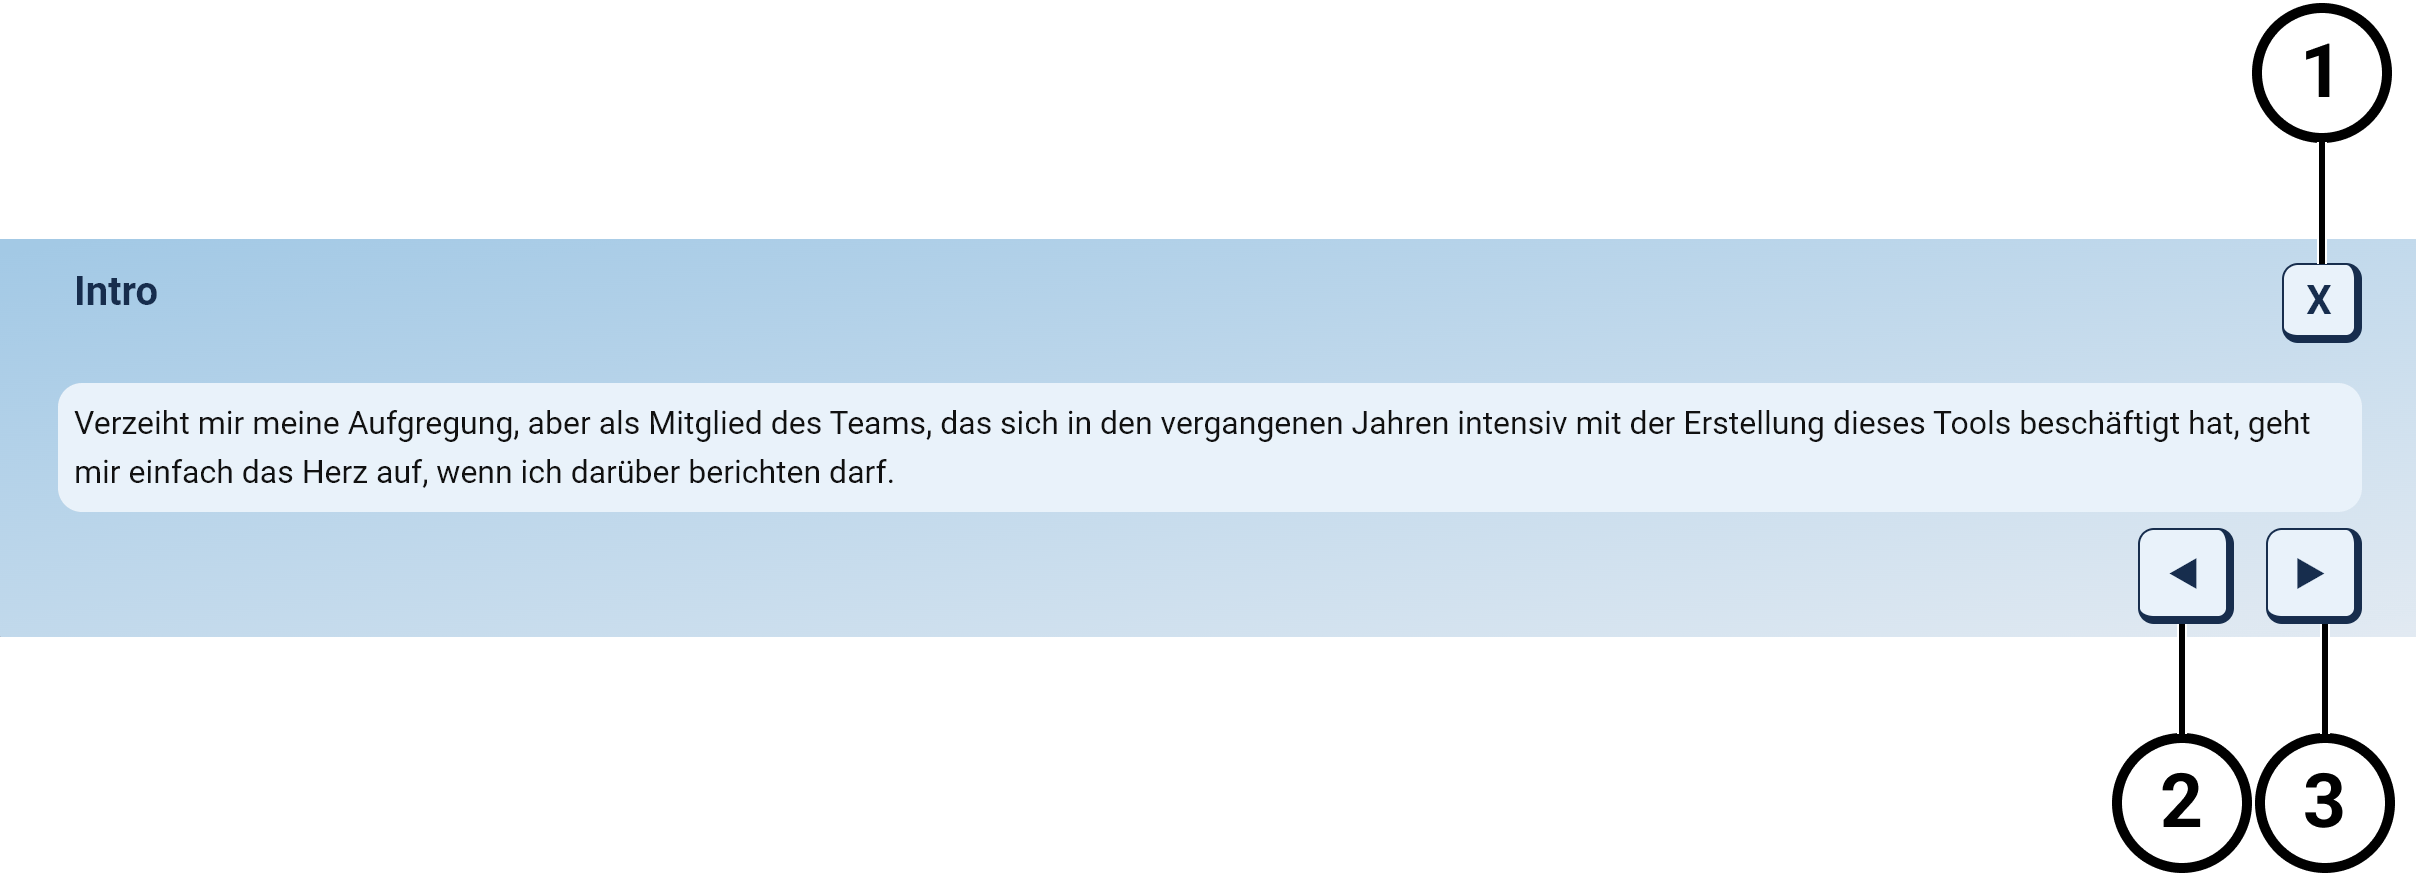 1
Intro
X
Verzeiht mir meine Aufgregung, aber als Mitglied des Teams, das sich in den vergangenen Jahren intensiv mit der Erstellung dieses Tools beschäftigt hat, geht
mir einfach das Herz auf, wenn ich darüber berichten darf.
2 3